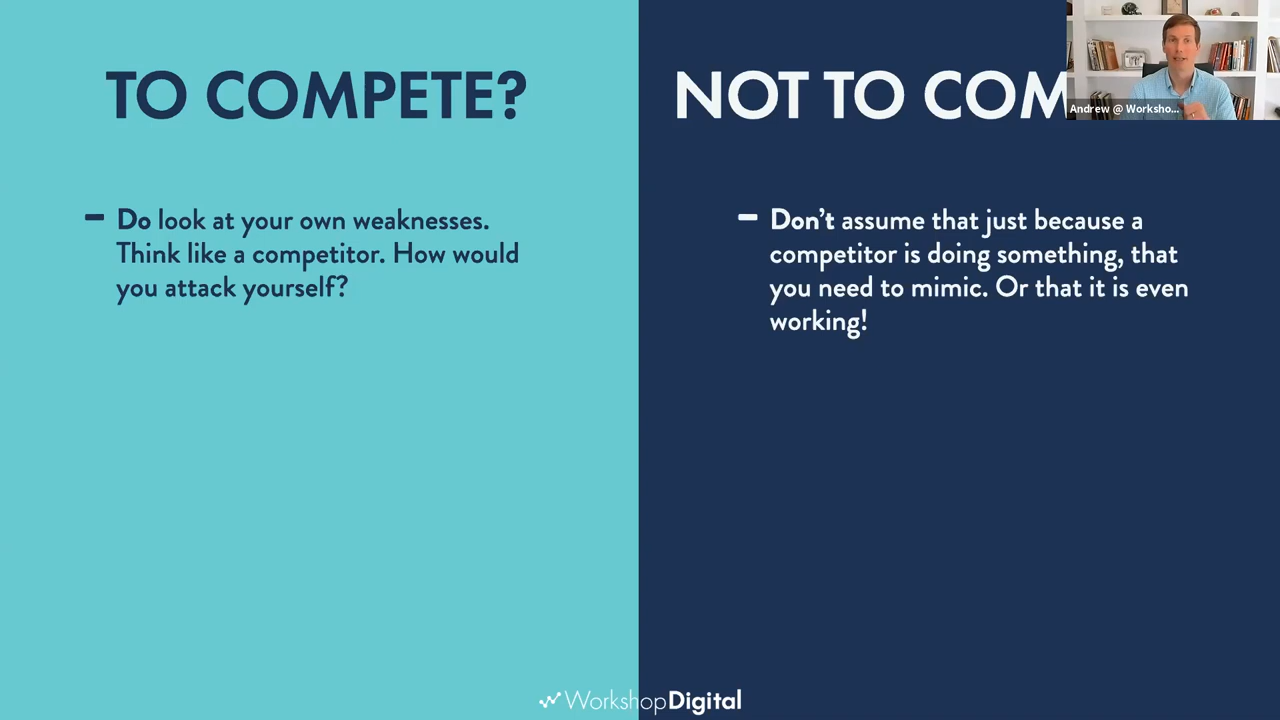 TO COMPETE?
- Do look at your own weaknesses.
Think like a competitor. How would
you attack yourself?
NOT TO COM
- Don't assume that just because a
competitor is doing something, that
you need to mimic. Or that it is even
working!
Andrew @ Worksho...
WorkshopDigital